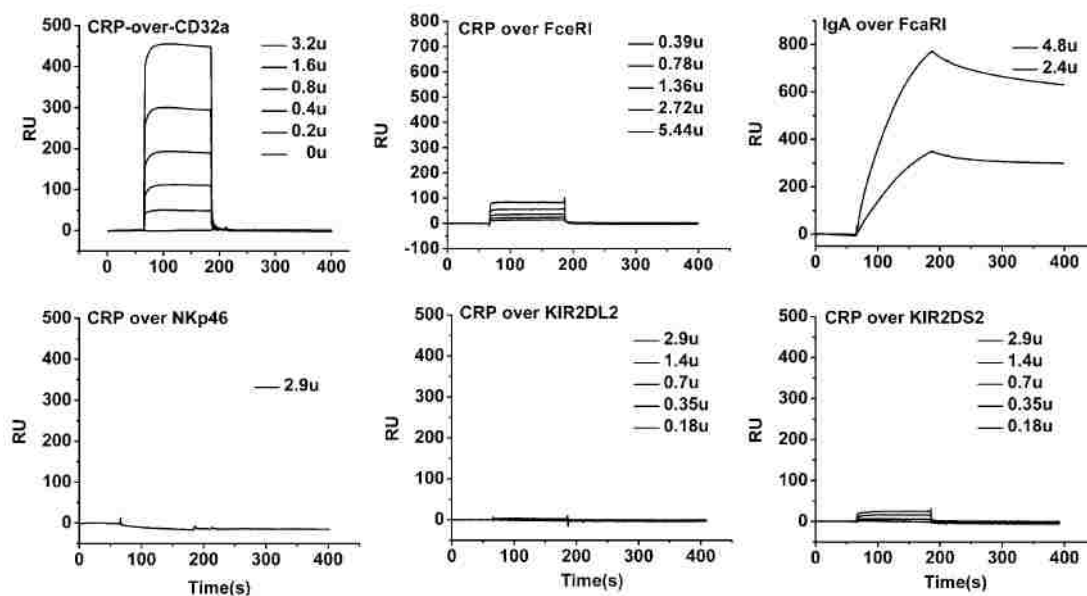 CRP-over-CD32a
3.2u
1.6u
0.8u
0.4u
0.2u
0u
500
400
300
200
100
0
RU
0 100 200 300 400
CRP over FceRI
0.39u
0.78u
1.36u
2.72u
5.44u
800
700
600
500
400
300
200
100
0
-100
RU
0 100 200 300 400
IgA over FcaRI
4.8u
2.4u
800
600
400
200
0
RU
0 100 200 300 400
CRP over NKp46
2.9u
500
400
300
200
100
0
RU
0 100 200 300 400
Time(s)
CRP over KIR2DL2
2.9u
1.4u
0.7u
0.35u
0.18u
500
400
300
200
100
0
RU
0 100 200 300 400
Time(s)
CRP over KIR2DS2
2.9u
1.4u
0.7u
0.35u
0.18u
500
400
300
200
100
0
RU
0 100 200 300 400
Time(s)